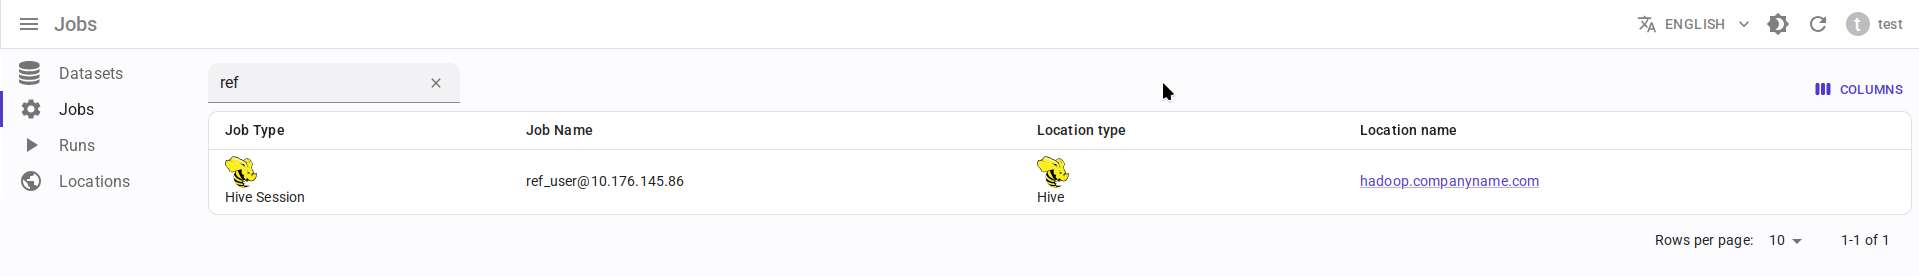 Jobs
ENGLISH
t
test
Datasets
Jobs
Runs
Locations
ref
COLUMNS
Job Type Job Name Location type Location name
Hive Session ref_user@10.176.145.86 Hive hadoop.companyname.com
Rows per page: 10 1-1 of 1